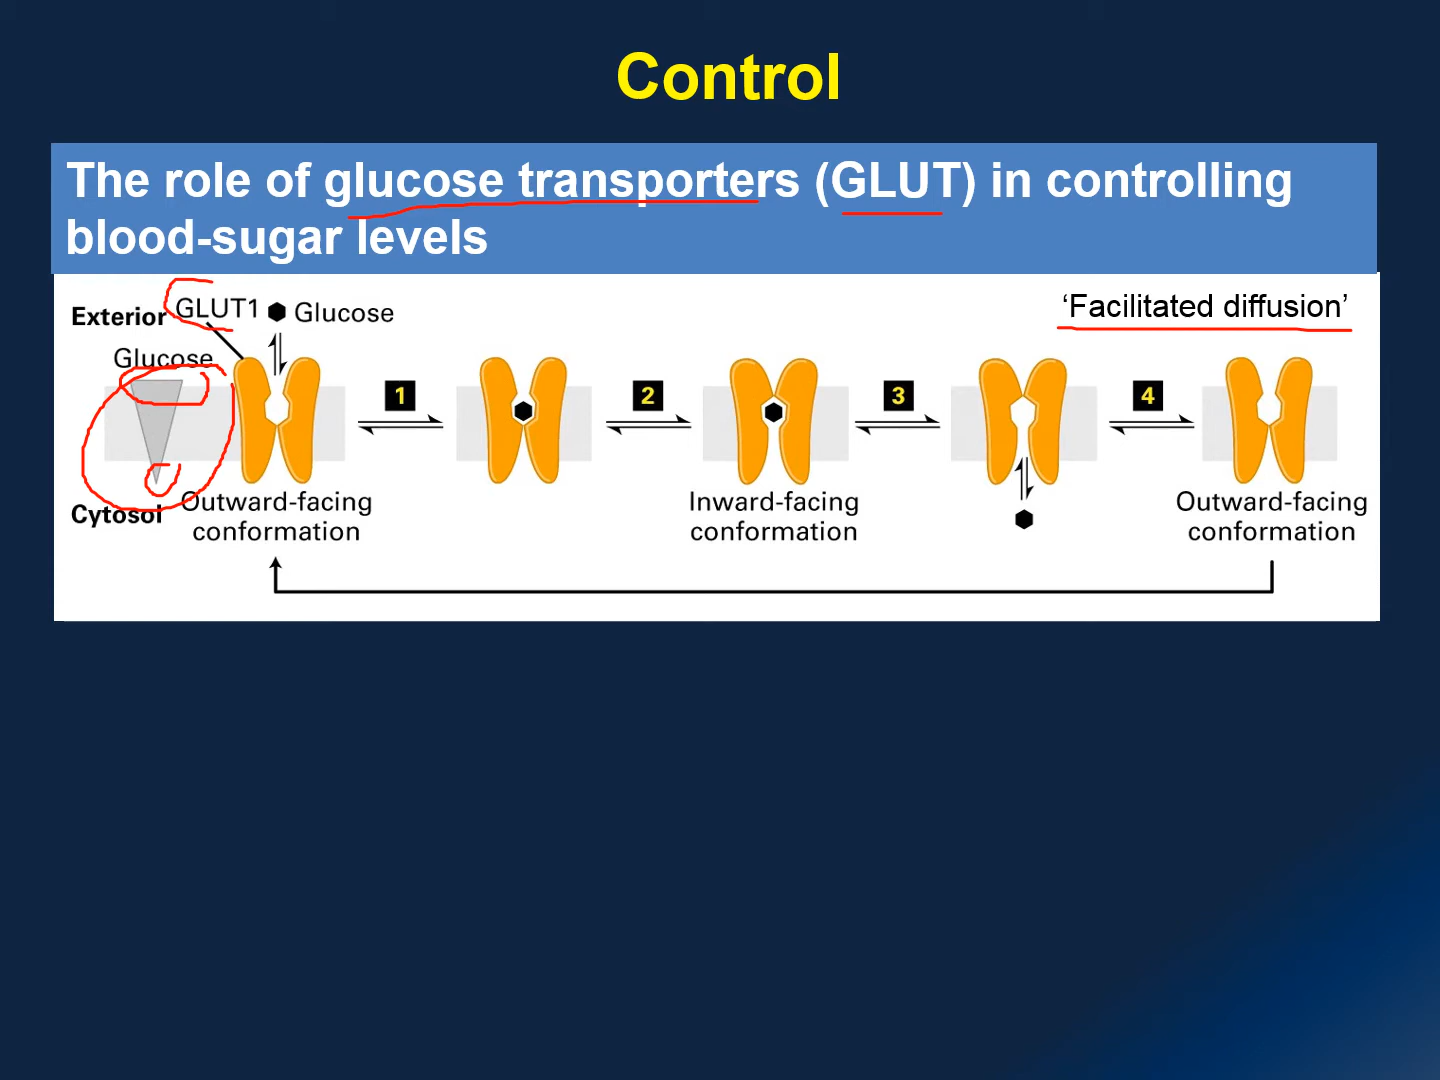 Control
The role of glucose transporters (GLUT) in controlling
blood-sugar levels
Exterior
GLUT1
Glucose
'Facilitated diffusion'
Glucose
1
2
3
4
Cytosol
Outward-facing
conformation
Inward-facing
conformation
Outward-facing
conformation